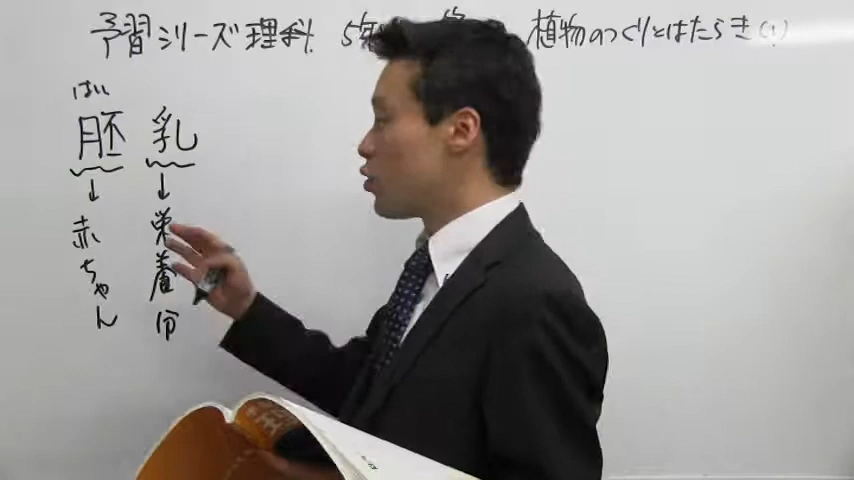 予習シリーズ理科 5年 植物のつくりとはたらき(1)
はい
胚乳
↓ ↓
赤ちゃん
栄養分